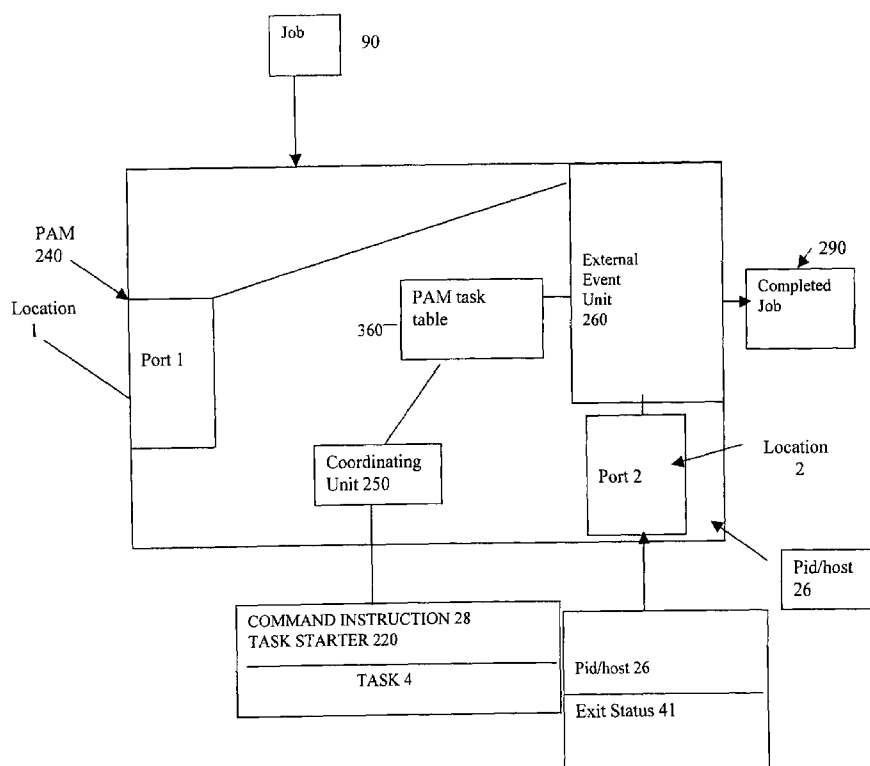 Job
90
PAM
240
Location
1
Port 1
PAM task
table
360
External
Event
Unit
260
290
Completed
Job
Coordinating
Unit 250
Port 2
Location
2
Pid/host
26
COMMAND INSTRUCTION 28
TASK STARTER 220
TASK 4
Pid/host 26
Exit Status 41